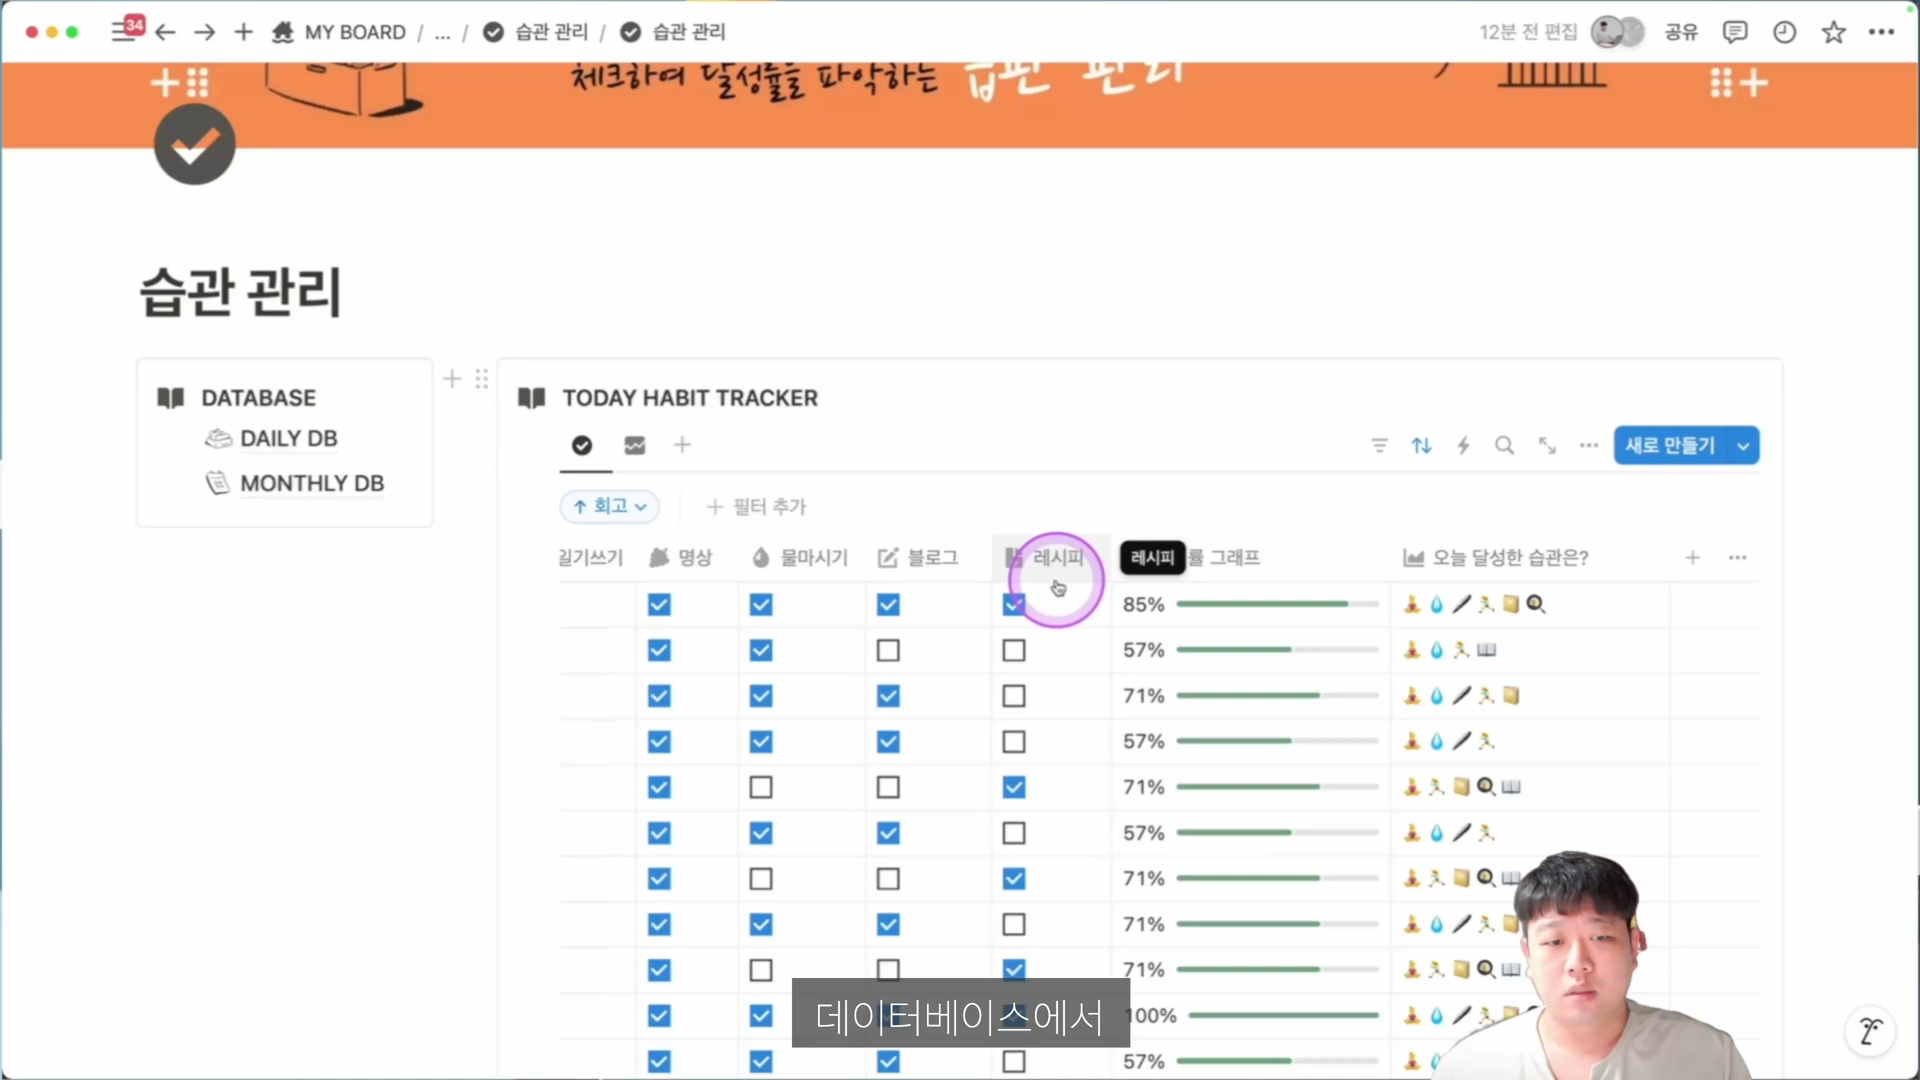 34
MY BOARD / ... / 습관 관리 / 습관 관리
12분 전 편집
공유
체크하여 달성률을 파악하는 습관 관리
습관 관리
DATABASE
DAILY DB
MONTHLY DB
TODAY HABIT TRACKER
새로 만들기
회고
필터 추가
일기쓰기 명상 물마시기 블로그 레시피 레시피 률 그래프 오늘 달성한 습관은?
85%
57%
71%
57%
71%
57%
71%
71%
71%
100%
57%
데이터베이스에서